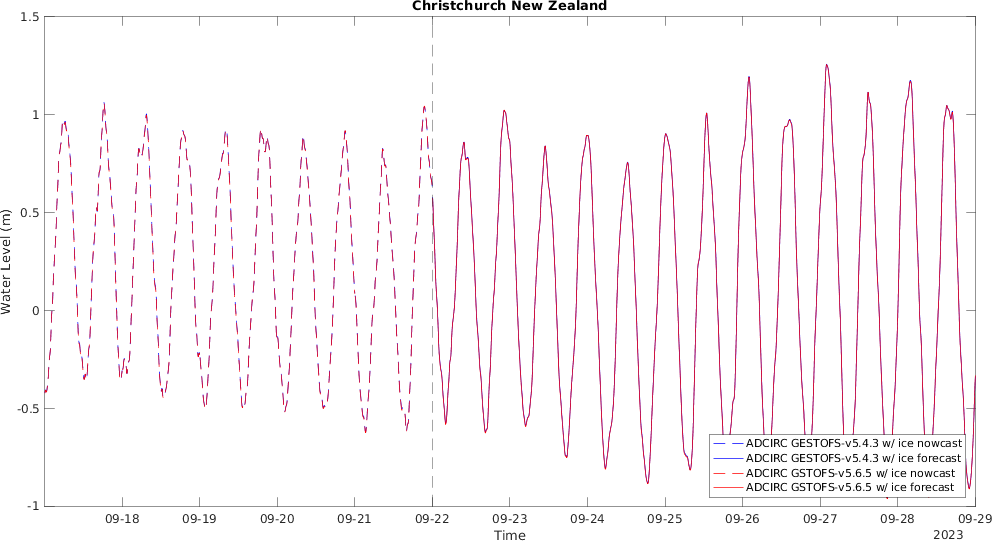 Christchurch New Zealand
1.5
1
0.5
0
-0.5
-1
Water Level (m)
09-18
09-19
09-20
09-21
09-22
09-23
09-24
09-25
09-26
09-27
09-28
09-29
Time
2023
ADCIRC GESTOFS-v5.4.3 w/ ice nowcast
ADCIRC GESTOFS-v5.4.3 w/ ice forecast
ADCIRC GSTOFS-v5.6.5 w/ ice nowcast
ADCIRC GSTOFS-v5.6.5 w/ ice forecast